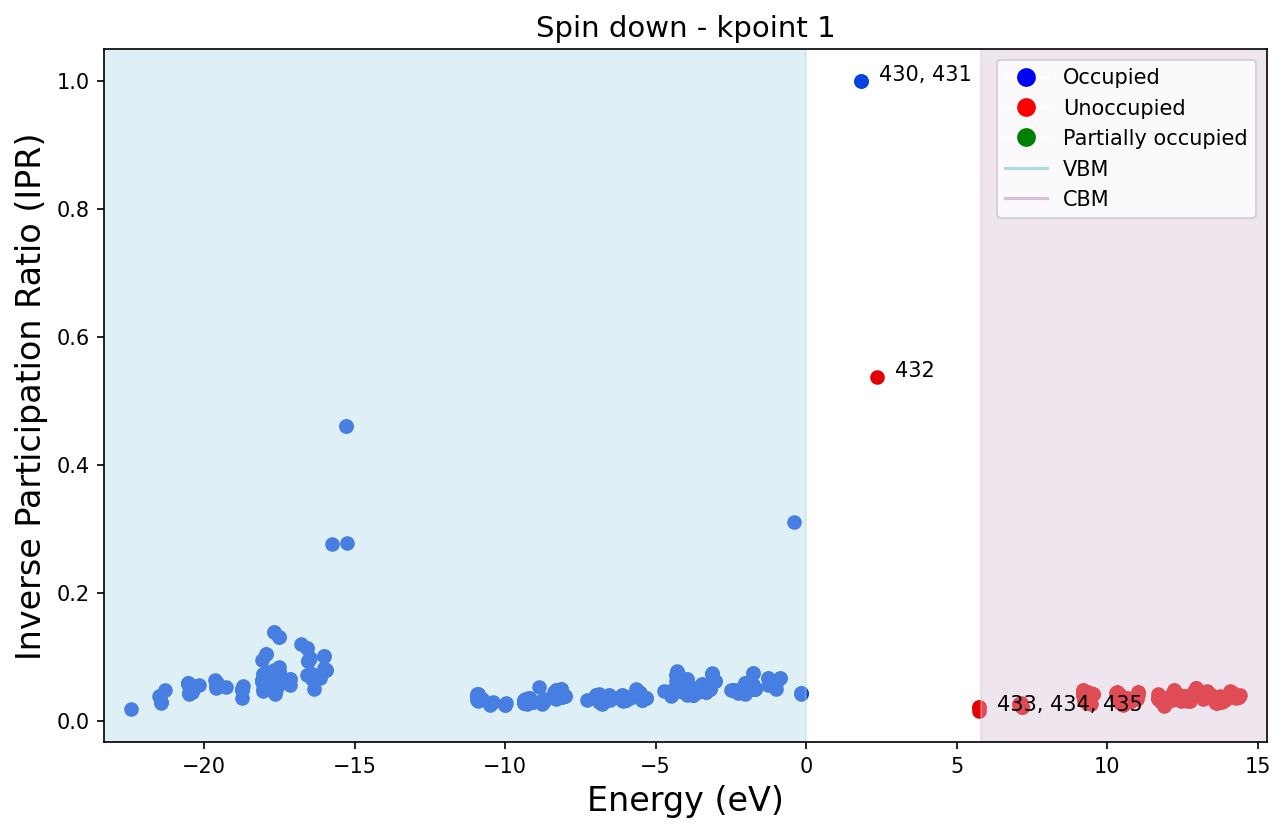 Spin down - kpoint 1
Inverse Participation Ratio (IPR)
1.0
0.8
0.6
0.4
0.2
0.0
430, 431
432
433, 434, 435
Occupied
Unoccupied
Partially occupied
VBM
CBM
−20
−15
−10
−5
0
5
10
15
Energy (eV)